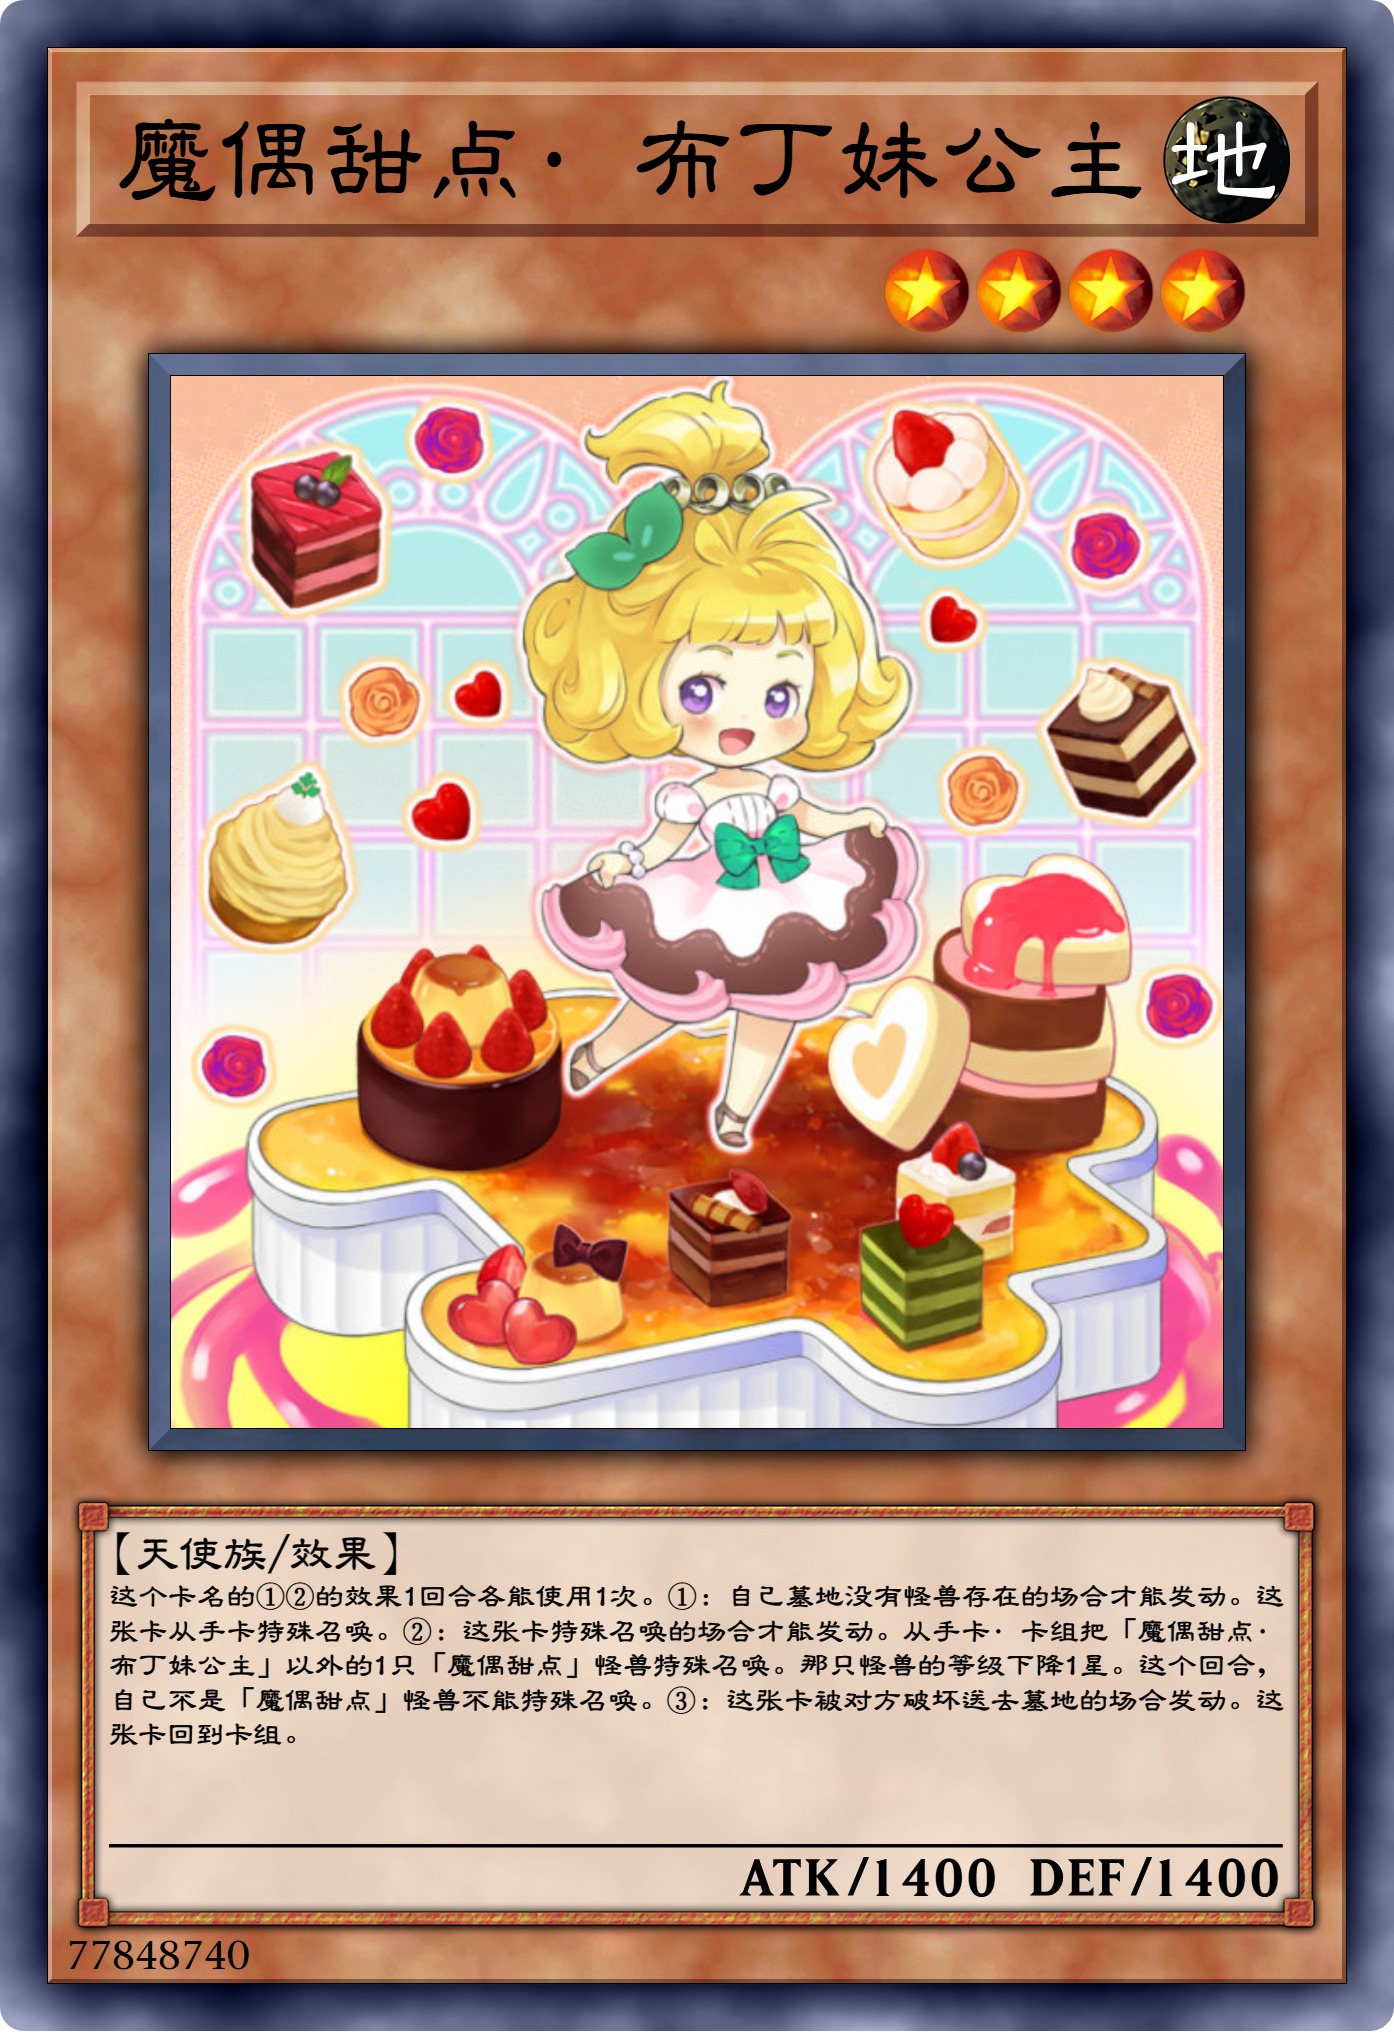 魔偶甜点·布丁妹公主 地
【天使族/效果】
这个卡名的①②的效果1回合各能使用1次。①：自己墓地没有怪兽存在的场合才能发动。这
张卡从手卡特殊召唤。②：这张卡特殊召唤的场合才能发动。从手卡·卡组把「魔偶甜点·
布丁妹公主」以外的1只「魔偶甜点」怪兽特殊召唤。那只怪兽的等级下降1星。这个回合，
自己不是「魔偶甜点」怪兽不能特殊召唤。③：这张卡被对方破坏送去墓地的场合发动。这
张卡回到卡组。
ATK/1400 DEF/1400
77848740